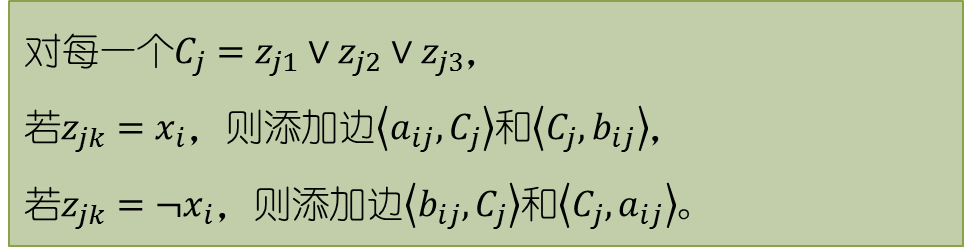 对每一个C_j = z_{j1} ∨ z_{j2} ∨ z_{j3},
若z_{jk} = x_i，则添加边⟨a_{ij}, C_j⟩和⟨C_j, b_{ij}⟩,
若z_{jk} = ¬x_i，则添加边⟨b_{ij}, C_j⟩和⟨C_j, a_{ij}⟩。